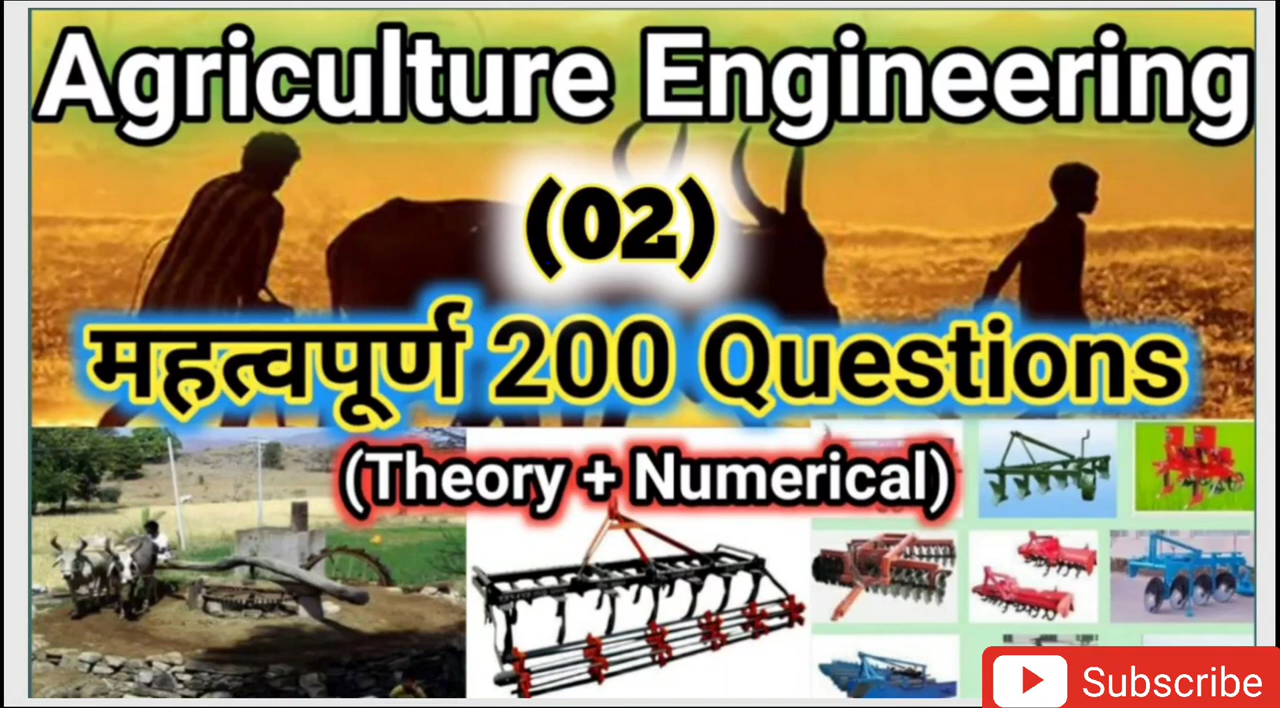 Agriculture Engineering
(02)
महत्वपूर्ण 200 Questions
(Theory + Numerical)
Subscribe